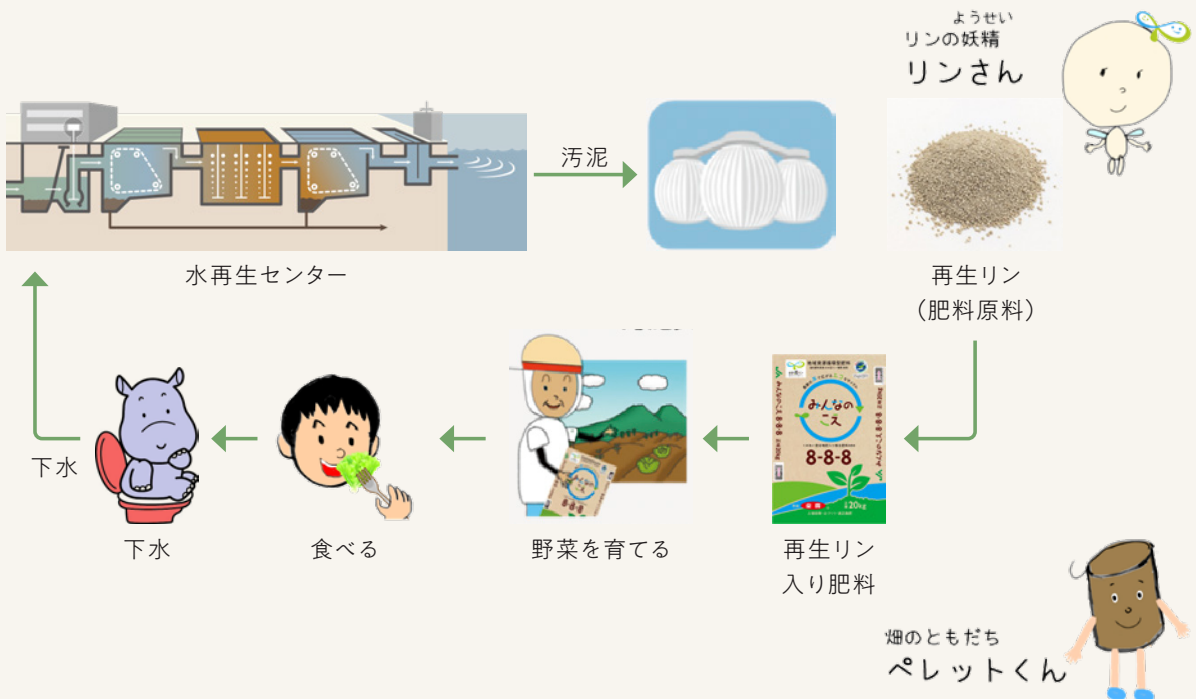 ようせい
リンの妖精
リンさん
汚泥
水再生センター
再生リン
(肥料原料)
みんなの
こえ
8-8-8
20kg
下水
下水
食べる
野菜を育てる
再生リン
入り肥料
畑のともだち
ペレットくん